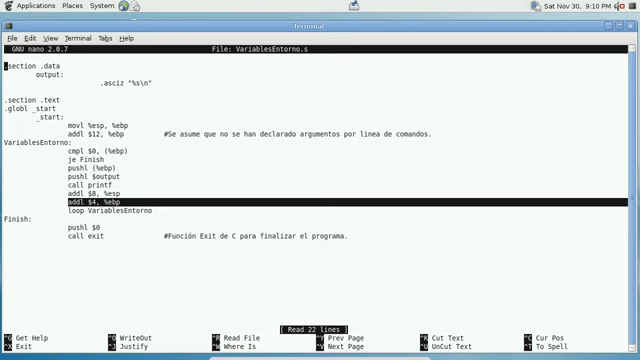 Applications Places System Sat Nov 30, 9:10 PM
Terminal
File Edit View Terminal Tabs Help
GNU nano 2.0.7 File: VariablesEntorno.s
.section .data
output:
.asciz "%s\n"
.section .text
.globl _start
_start:
movl %esp, %ebp
addl $12, %ebp #Se asume que no se han declarado argumentos por linea de comandos.
VariablesEntorno:
cmpl $0, (%ebp)
je Finish
pushl (%ebp)
pushl $output
call printf
addl $8, %esp
addl $4, %ebp
loop VariablesEntorno
Finish:
pushl $0
call exit #Función Exit de C para finalizar el programa.
[ Read 22 lines ]
^G Get Help ^O WriteOut ^R Read File ^Y Prev Page ^K Cut Text ^C Cur Pos
^X Exit ^J Justify ^W Where Is ^V Next Page ^U UnCut Text ^T To Spell